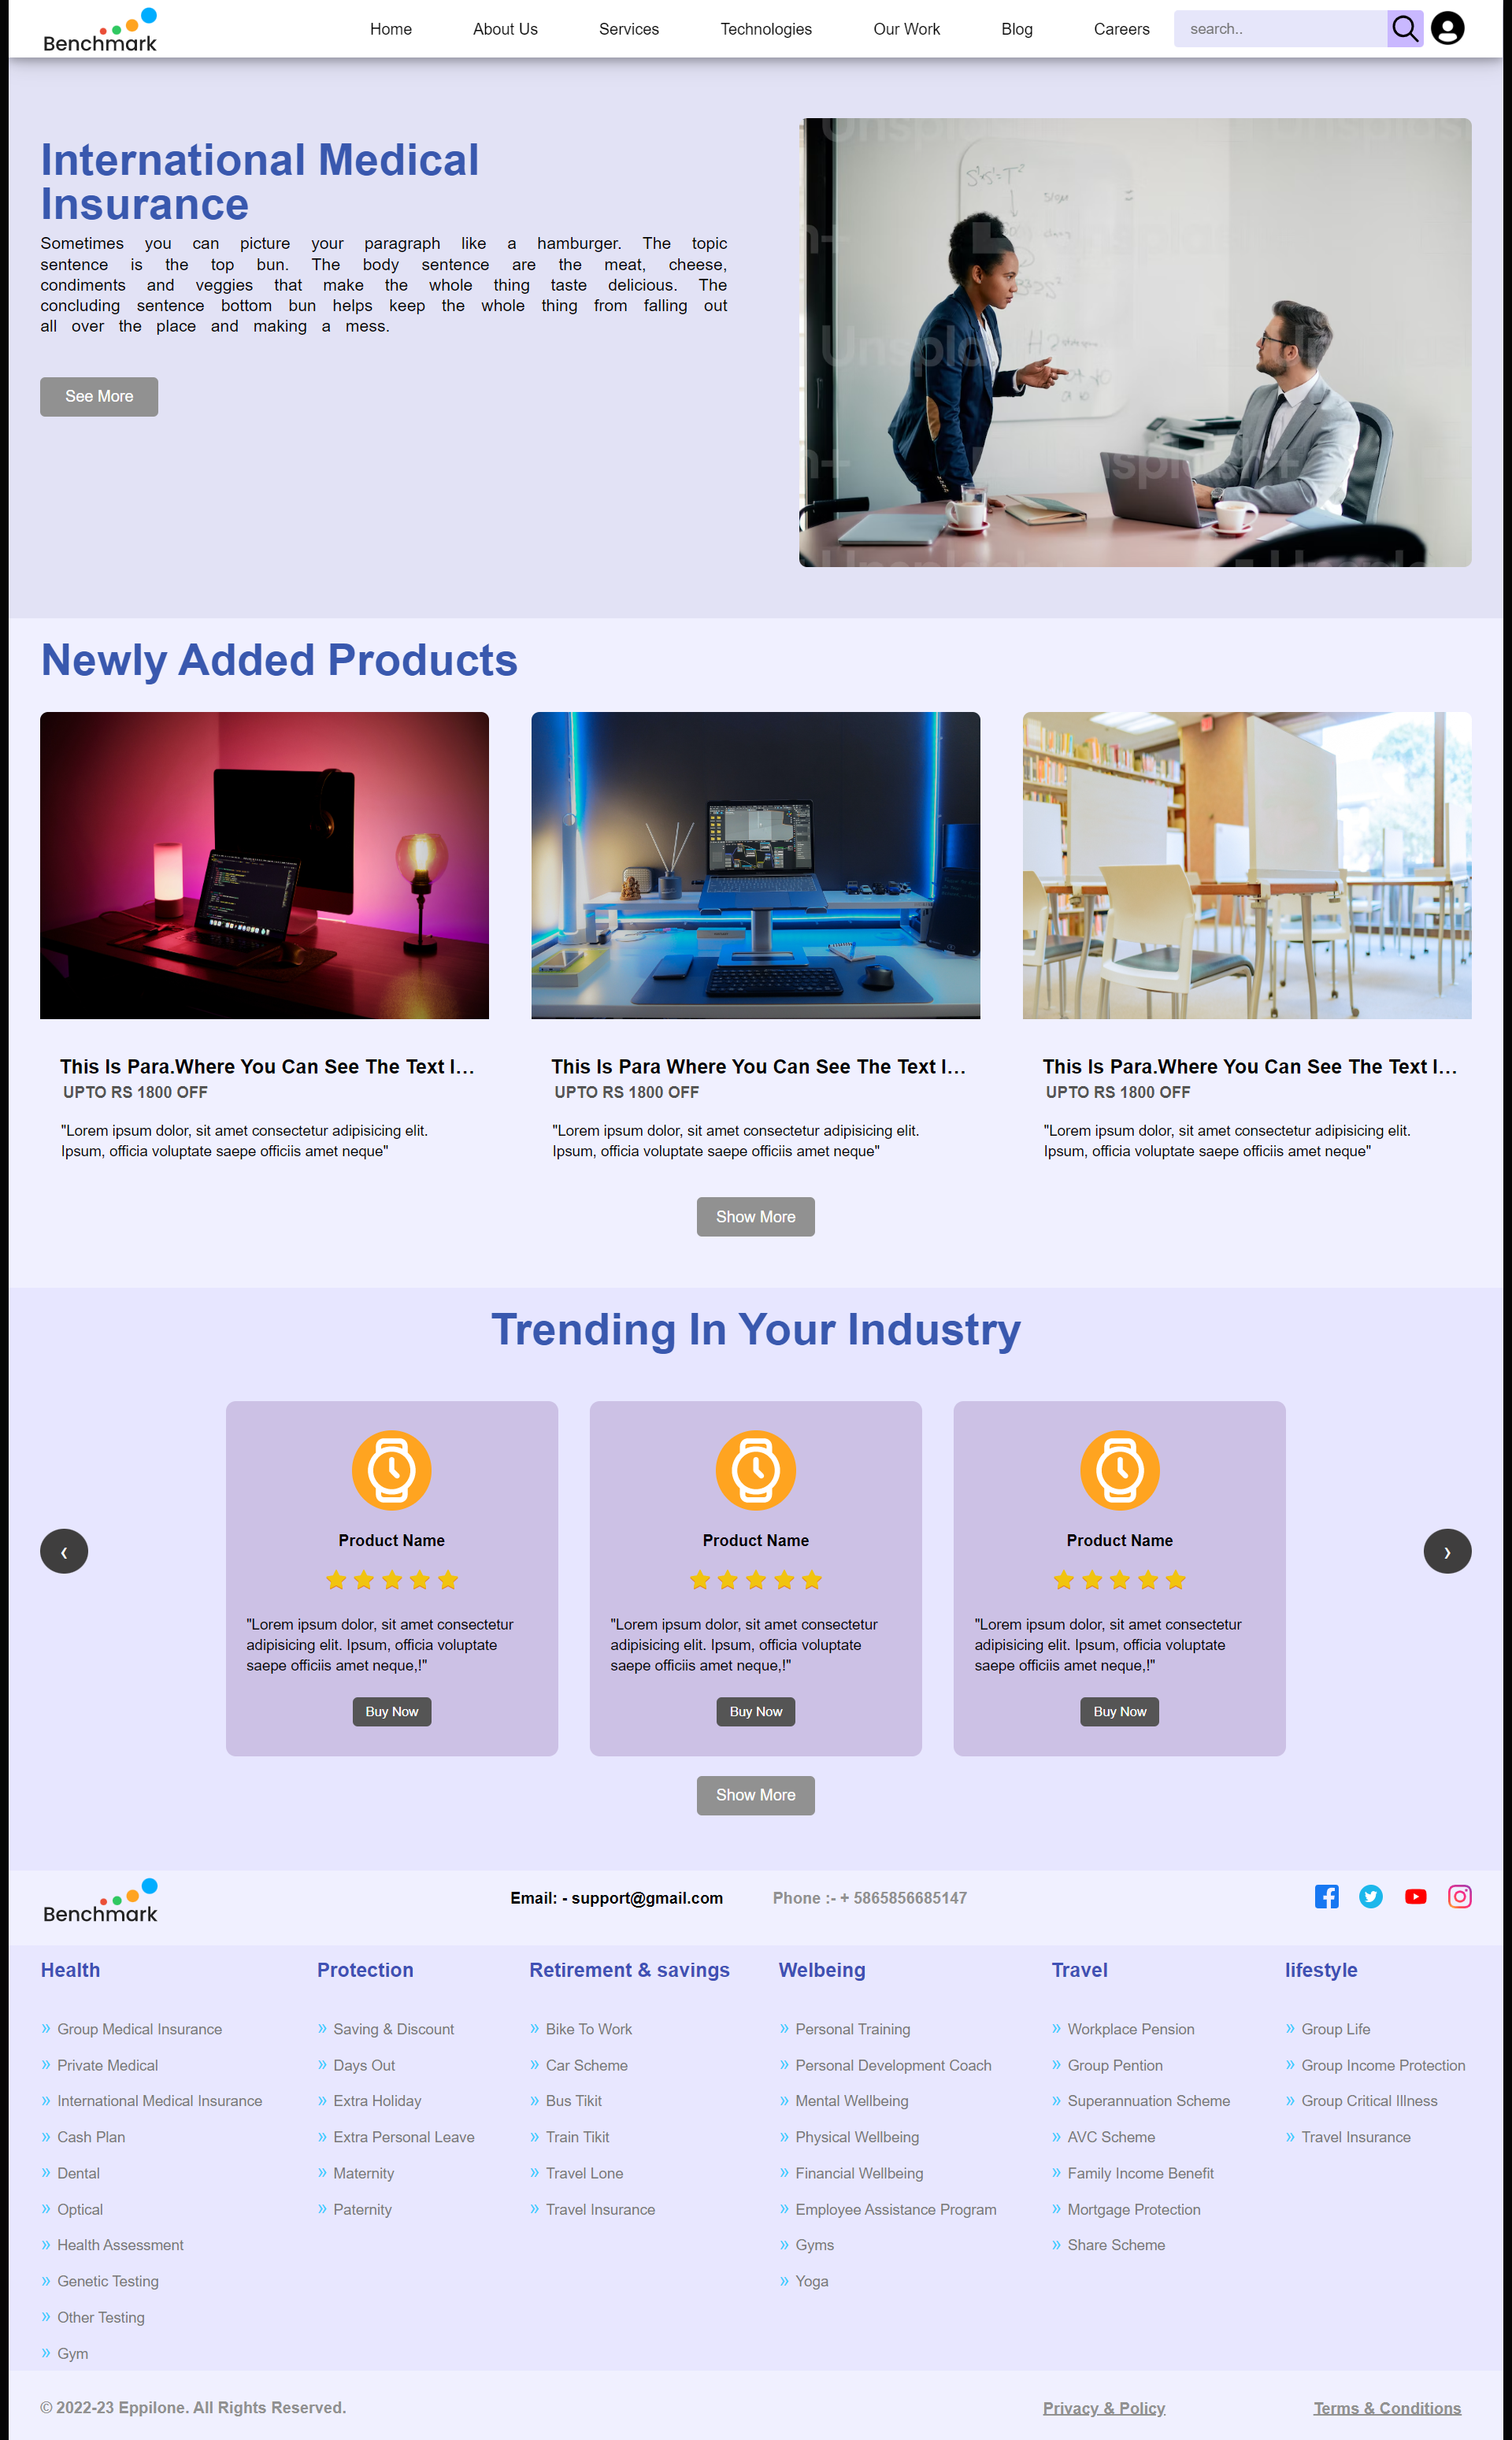 Benchmark
Home
About Us
Services
Technologies
Our Work
Blog
Careers
search..
International Medical
Insurance
Sometimes you can picture your paragraph like a hamburger. The topic
sentence is the top bun. The body sentence are the meat, cheese,
condiments and veggies that make the whole thing taste delicious. The
concluding sentence bottom bun helps keep the whole thing from falling out
all over the place and making a mess.
See More
Newly Added Products
This Is Para.Where You Can See The Text I...
UPTO RS 1800 OFF
"Lorem ipsum dolor, sit amet consectetur adipisicing elit.
Ipsum, officia voluptate saepe officiis amet neque"
This Is Para Where You Can See The Text I...
UPTO RS 1800 OFF
"Lorem ipsum dolor, sit amet consectetur adipisicing elit.
Ipsum, officia voluptate saepe officiis amet neque"
This Is Para.Where You Can See The Text I...
UPTO RS 1800 OFF
"Lorem ipsum dolor, sit amet consectetur adipisicing elit.
Ipsum, officia voluptate saepe officiis amet neque"
Show More
Trending In Your Industry
Product Name
"Lorem ipsum dolor, sit amet consectetur
adipisicing elit. Ipsum, officia voluptate
saepe officiis amet neque,!"
Buy Now
Product Name
"Lorem ipsum dolor, sit amet consectetur
adipisicing elit. Ipsum, officia voluptate
saepe officiis amet neque,!"
Buy Now
Product Name
"Lorem ipsum dolor, sit amet consectetur
adipisicing elit. Ipsum, officia voluptate
saepe officiis amet neque,!"
Buy Now
Show More
Benchmark
Email: - support@gmail.com
Phone :- + 5865856685147
Health
» Group Medical Insurance
» Private Medical
» International Medical Insurance
» Cash Plan
» Dental
» Optical
» Health Assessment
» Genetic Testing
» Other Testing
» Gym
Protection
» Saving & Discount
» Days Out
» Extra Holiday
» Extra Personal Leave
» Maternity
» Paternity
Retirement & savings
» Bike To Work
» Car Scheme
» Bus Tikit
» Train Tikit
» Travel Lone
» Travel Insurance
Welbeing
» Personal Training
» Personal Development Coach
» Mental Wellbeing
» Physical Wellbeing
» Financial Wellbeing
» Employee Assistance Program
» Gyms
» Yoga
Travel
» Workplace Pension
» Group Pention
» Superannuation Scheme
» AVC Scheme
» Family Income Benefit
» Mortgage Protection
» Share Scheme
lifestyle
» Group Life
» Group Income Protection
» Group Critical Illness
» Travel Insurance
© 2022-23 Eppilone. All Rights Reserved.
Privacy & Policy
Terms & Conditions